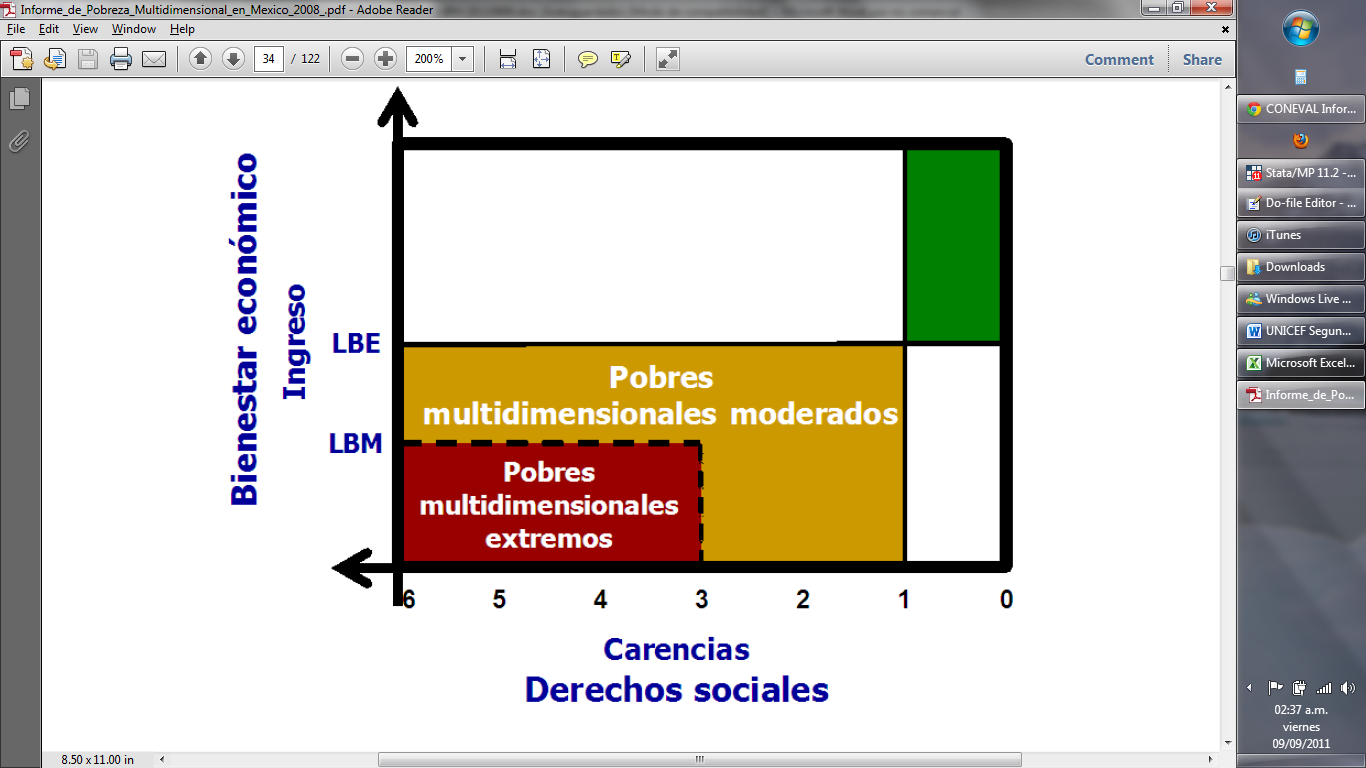 Informe_de_Pobreza_Multidimensional_en_Mexico_2008_.pdf - Adobe Reader
File Edit View Window Help
34 / 122
200%
Comment Share
Bienestar económico
Ingreso
LBE
LBM
Pobres
multidimensionales moderados
Pobres
multidimensionales
extremos
6 5 4 3 2 1 0
Carencias
Derechos sociales
8.50 x 11.00 in
CONEVAL Infor...
Stata/MP 11.2 -...
Do-file Editor - ...
iTunes
Downloads
Windows Live ...
UNICEF Segun...
Microsoft Excel...
Informe_de_Po...
02:37 a.m.
viernes
09/09/2011